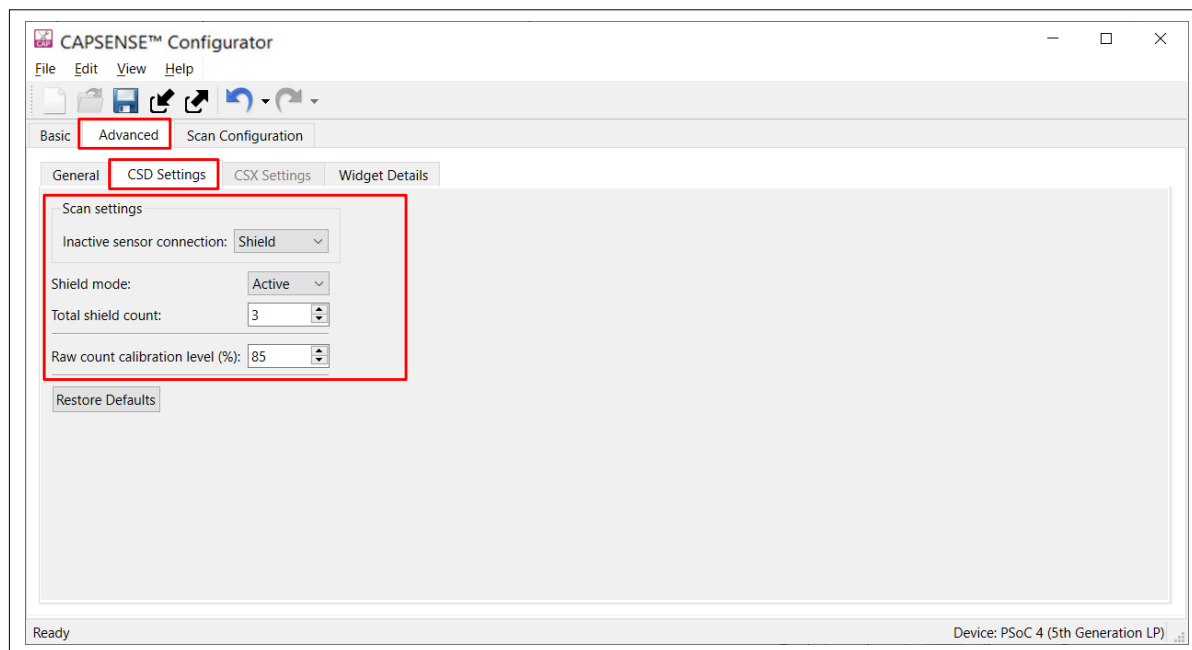 CAP CAPSENSE™ Configurator
File Edit View Help
Basic Advanced Scan Configuration
General CSD Settings CSX Settings Widget Details
Scan settings
Inactive sensor connection: Shield
Shield mode: Active
Total shield count: 3
Raw count calibration level (%): 85
Restore Defaults
Ready Device: PSoC 4 (5th Generation LP)